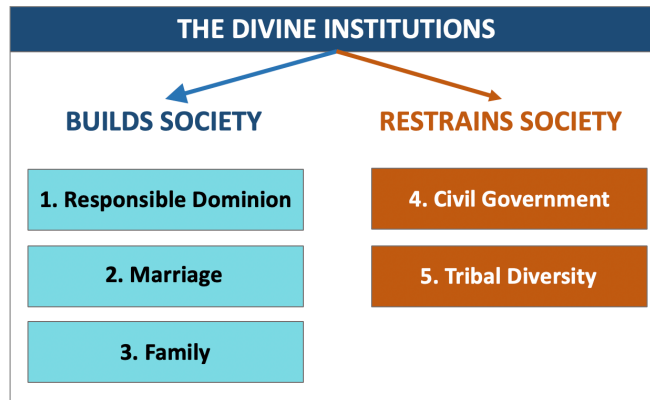 THE DIVINE INSTITUTIONS
BUILDS SOCIETY
RESTRAINS SOCIETY
1. Responsible Dominion
4. Civil Government
2. Marriage
5. Tribal Diversity
3. Family